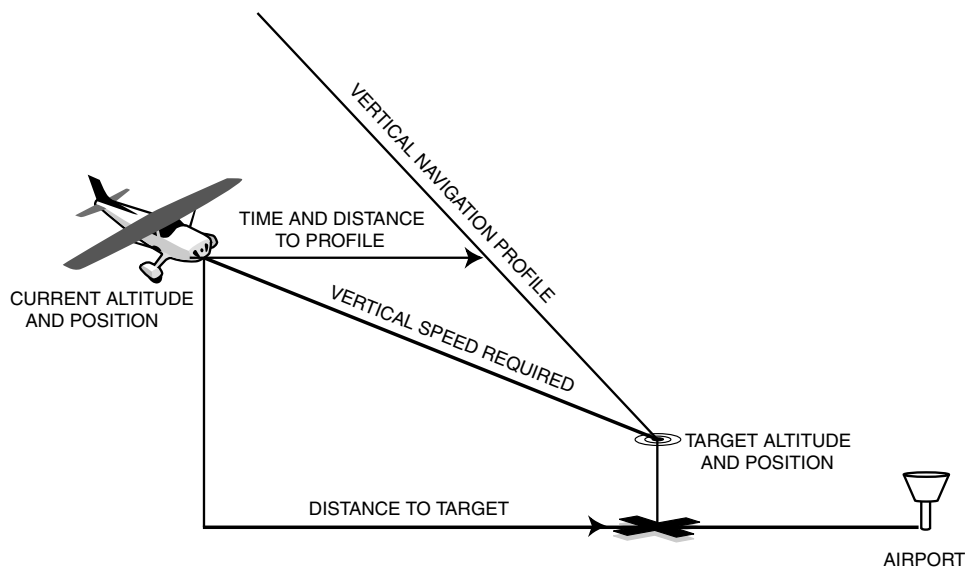 VERTICAL NAVIGATION PROFILE
TIME AND DISTANCE
TO PROFILE
CURRENT ALTITUDE
AND POSITION
VERTICAL SPEED REQUIRED
TARGET ALTITUDE
AND POSITION
DISTANCE TO TARGET
AIRPORT